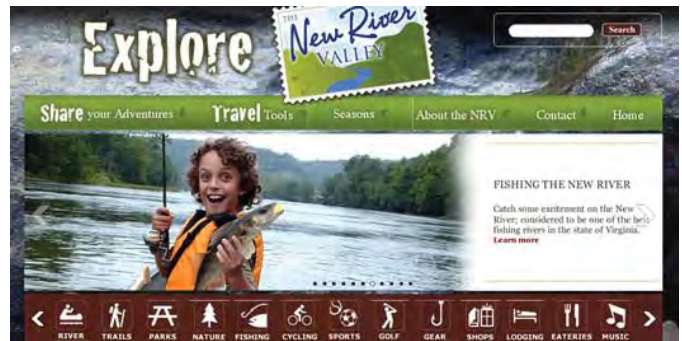 Explore
THE
New River
VALLEY
Search
Share your Adventures
Travel Tools
Seasons
About the NRV
Contact
Home
FISHING THE NEW RIVER
Catch some excitement on the New
River; considered to be one of the best
fishing rivers in the state of Virginia.
Learn more
RIVER
TRAILS
PARKS
NATURE
FISHING
CYCLING
SPORTS
GOLF
GEAR
SHOPS
LODGING
EATERIES
MUSIC